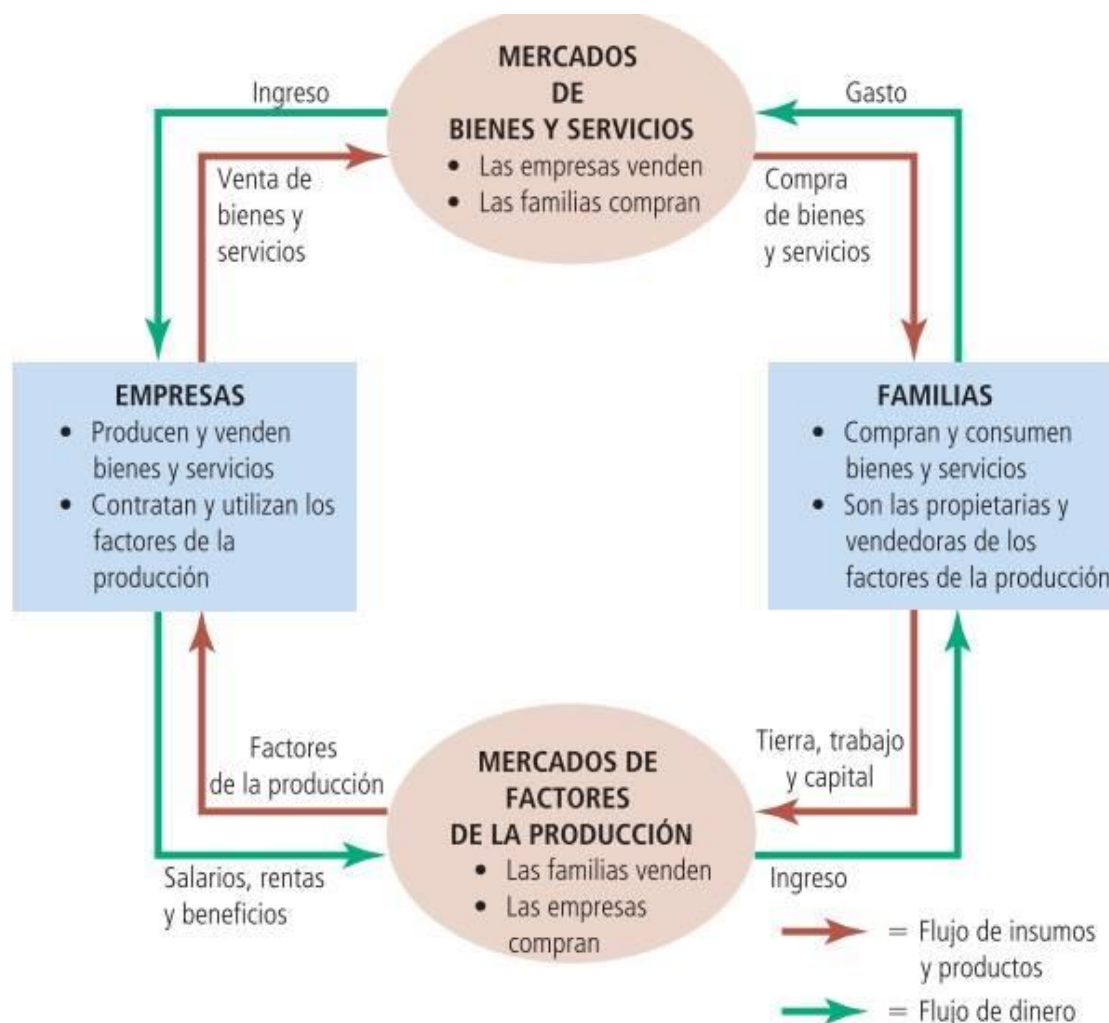 MERCADOS
DE
BIENES Y SERVICIOS
• Las empresas venden
• Las familias compran
Ingreso
Gasto
Venta de
bienes y
servicios
Compra
de bienes
y servicios
EMPRESAS
• Producen y venden
bienes y servicios
• Contratan y utilizan los
factores de la
producción
FAMILIAS
• Compran y consumen
bienes y servicios
• Son las propietarias y
vendedoras de los
factores de la producción
Factores
de la producción
Tierra, trabajo
y capital
MERCADOS DE
FACTORES
DE LA PRODUCCIÓN
• Las familias venden
• Las empresas
compran
Salarios, rentas
y beneficios
Ingreso
= Flujo de insumos
y productos
= Flujo de dinero